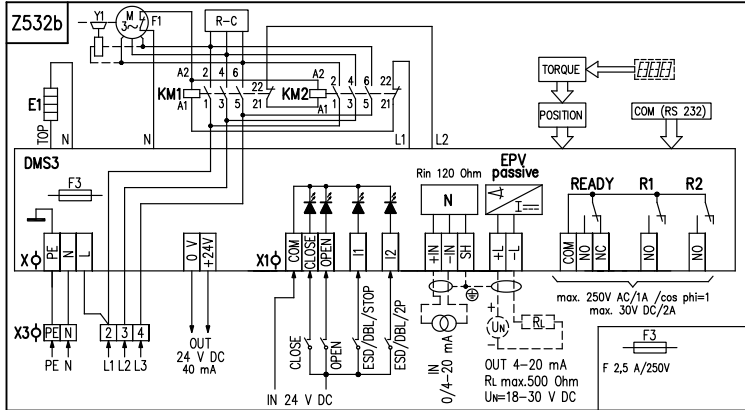 Z532b
Y1
M
3~
F1
R-C
TORQUE
POSITION
COM (RS 232)
E1
TOP
N
N
A2
2 4 6
22
KM1
A1
1 3 5
21
A2
2 4 6
22
KM2
A1
1 3 5
21
L1
L2
DMS3
F3
Rin 120 Ohm
N
EPV
passive
I
READY
R1
R2
X
PE
N
L
0 V
+24V
X1
COM
CLOSE
OPEN
I1
I2
+IN
-IN
SH
+L
-L
COM
NO
NC
NO
NO
max. 250V AC/1A /cos phi=1
max. 30V DC/2A
X3
PE
N
2
3
4
PE N
L1 L2 L3
OUT
24 V DC
40 mA
CLOSE
OPEN
ESD/DBL/STOP
ESD/DBL/2P
IN 24 V DC
IN
0/4-20 mA
+
UN
-
RL
OUT 4-20 mA
RL max.500 Ohm
UN=18-30 V DC
F3
F 2,5 A/250V